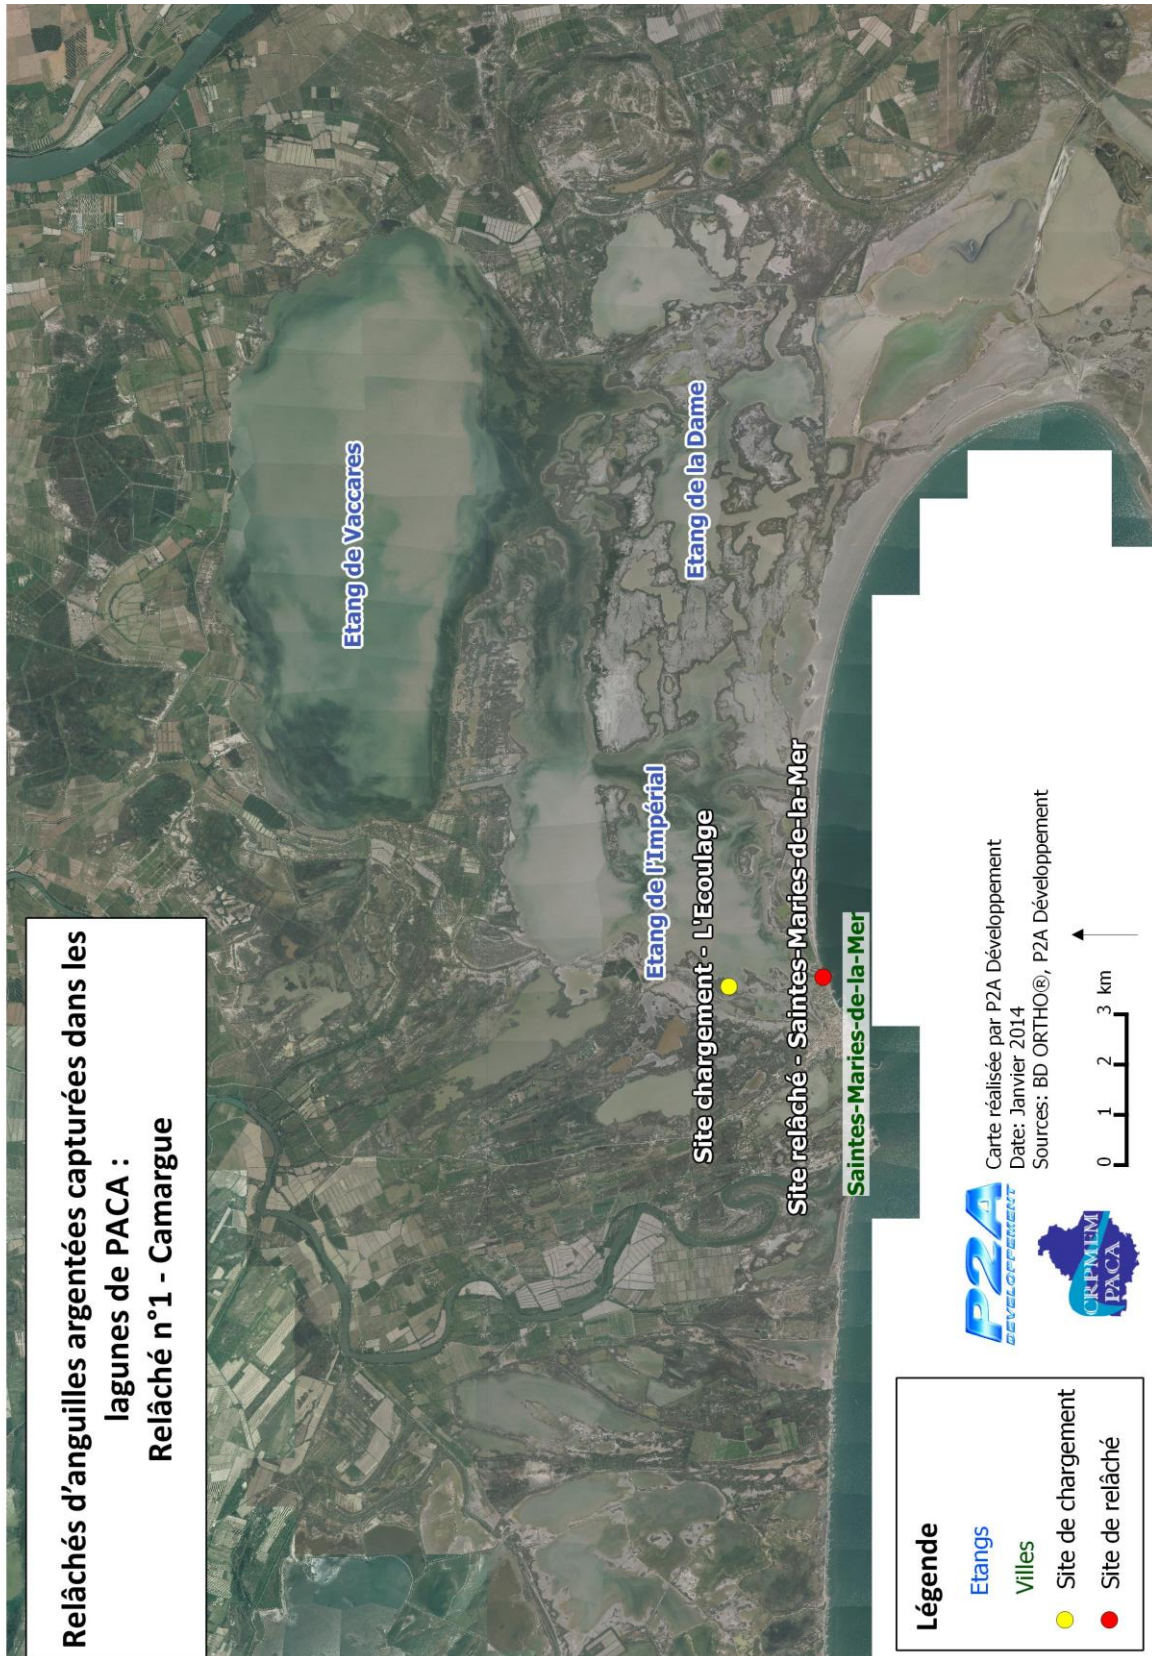 Relâchés d'anguilles argentées capturées dans les
lagunes de PACA :
Relâché n°1 - Camargue
Etang de Vaccares
Etang de la Dame
Etang de l'Impérial
Site chargement - L'Ecoulage
Site relâché - Saintes-Maries-de-la-Mer
Saintes-Maries-de-la-Mer
Légende
Etangs
Villes
Site de chargement
Site de relâché
P2A
DEVELOPPEMENT
CRPMEM
PACA
Carte réalisée par P2A Développement
Date: Janvier 2014
Sources: BD ORTHO®, P2A Développement
0 1 2 3 km